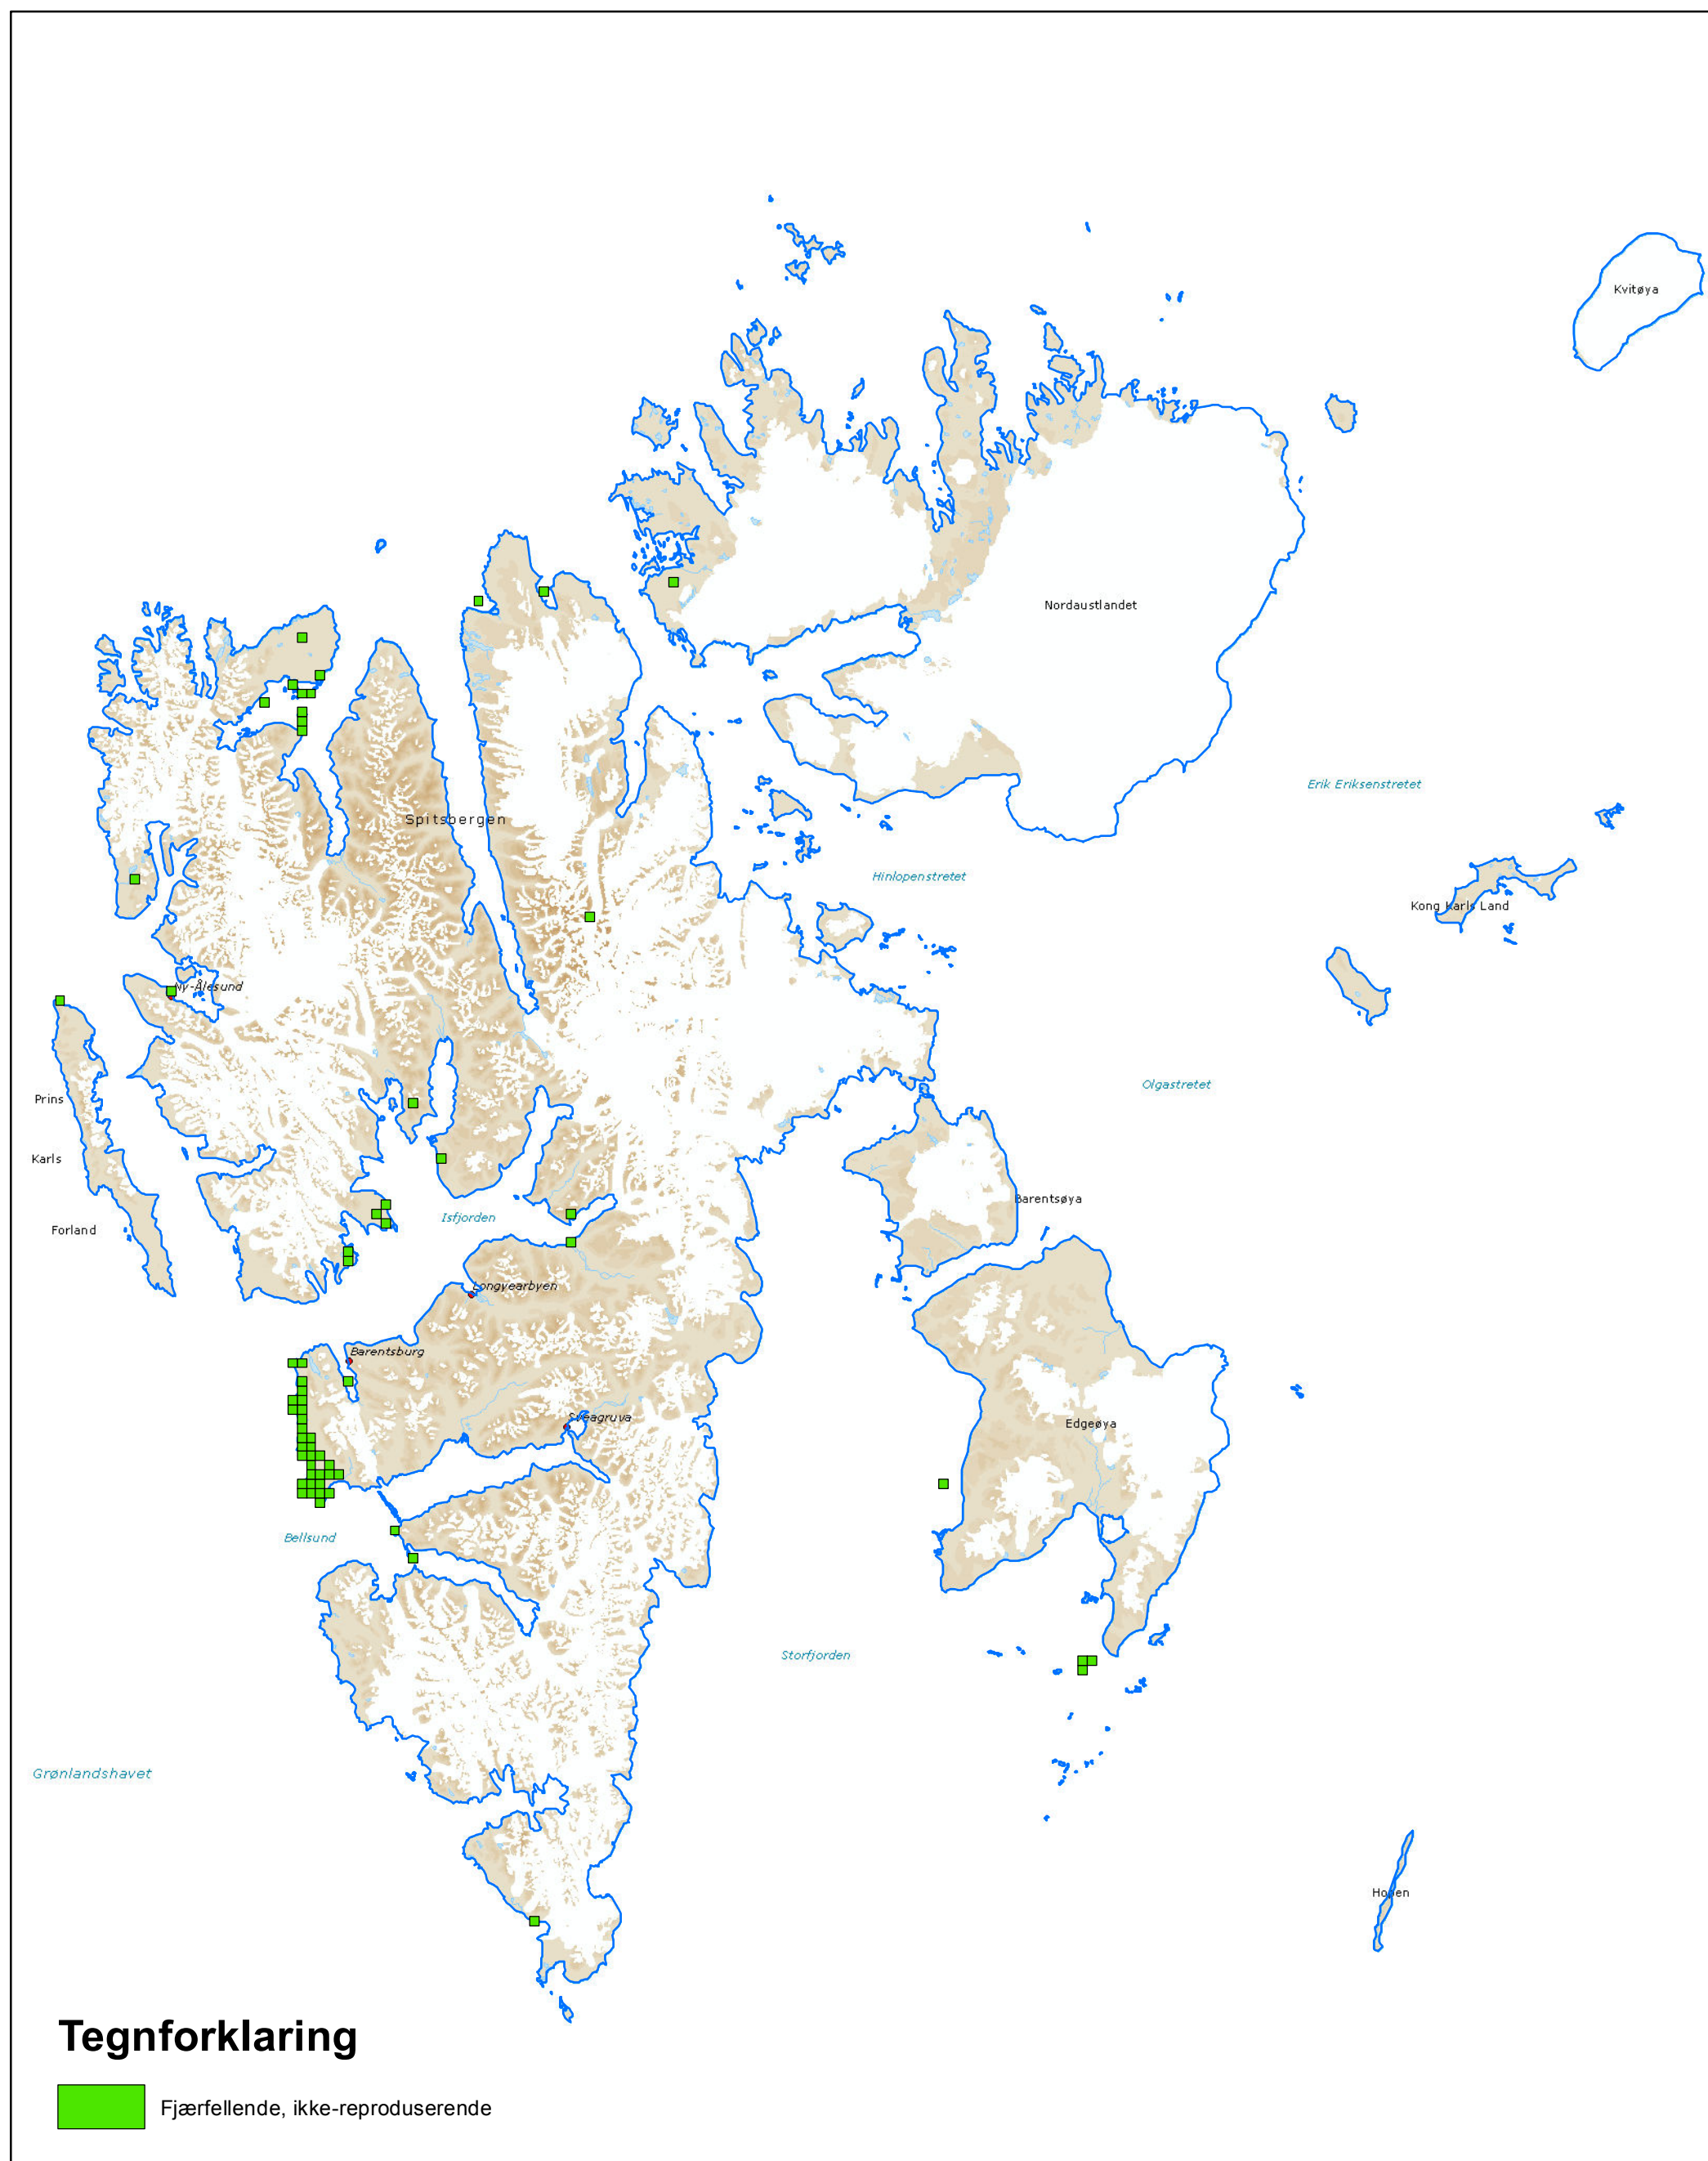 Kvitøya
Nordaustlandet
Erik Eriksenstretet
Spitsbergen
Hinlopenstretet
Kong Karls Land
Ny-Ålesund
Olgastretet
Prins
Karls
Forland
Barentsøya
Isfjorden
Longyearbyen
Barentsburg
Sveagruva
Edgeøya
Bellsund
Storfjorden
Grønlandshavet
Hopen
Tegnforklaring
Fjærfellende, ikke-reproduserende